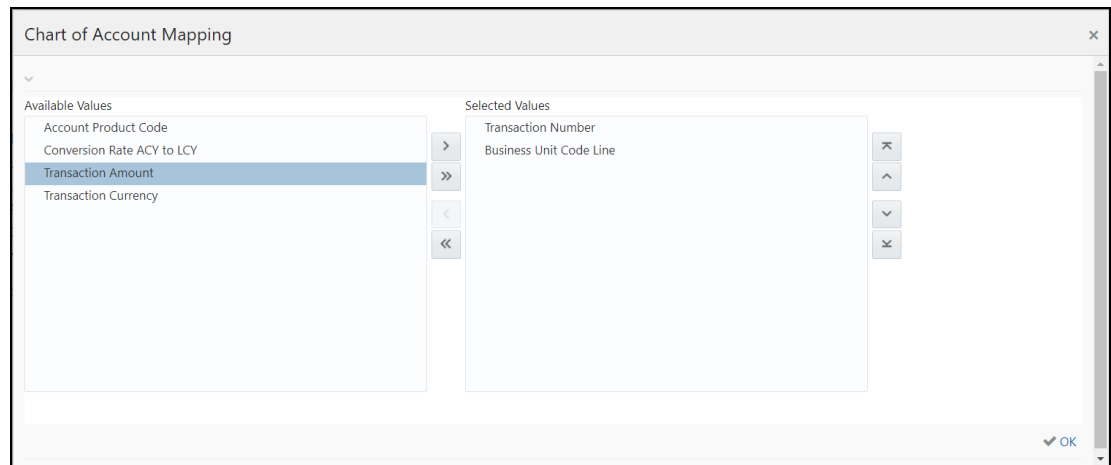 Chart of Account Mapping
Available Values
Account Product Code
Conversion Rate ACY to LCY
Transaction Amount
Transaction Currency
Selected Values
Transaction Number
Business Unit Code Line
OK